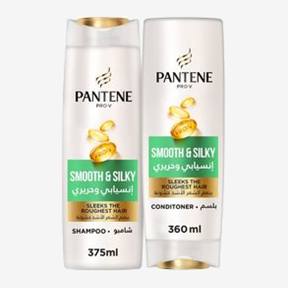 PANTENE
PRO-V
SMOOTH & SILKY
إنسيابي وحريري
SLEEKS THE
ROUGHEST HAIR
SHAMPOO • شامبو
375ml
PANTENE
PRO-V
SMOOTH & SILKY
إنسيابي وحريري
SLEEKS THE
ROUGHEST HAIR
CONDITONER • بلسم
360 ml